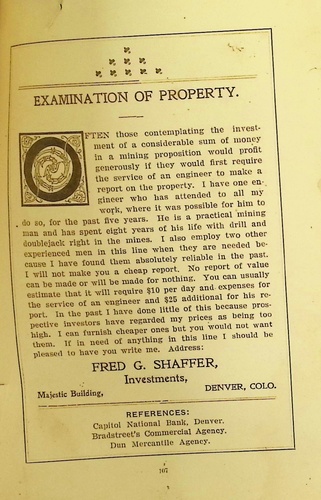 EXAMINATION OF PROPERTY.
OFTEN those contemplating the invest-
ment of a considerable sum of money
in a mining proposition would profit
generously if they would first require
the service of an engineer to make a
report on the property. I have one en-
gineer who has attended to all my
work, where it was possible for him to
do so, for the past five years. He is a practical mining
man and has spent eight years of his life with drill and
doublejack right in the mines. I also employ two other
experienced men in this line when they are needed be-
cause I have found them absolutely reliable in the past.
I will not make you a cheap report. No report of value
can be made or will be made for nothing. You can usually
estimate that it will require $10 per day and expenses for
the service of an engineer and $25 additional for his re-
port. In the past I have done little of this because pros-
pective investors have regarded my prices as being too
high. I can furnish cheaper ones but you would not want
them. If in need of anything in this line I should be
pleased to have you write me. Address:
FRED G. SHAFFER,
Investments,
Majestic Building, DENVER, COLO.
REFERENCES:
Capitol National Bank, Denver.
Bradstreet's Commercial Agency.
Dun Mercantile Agency.
107